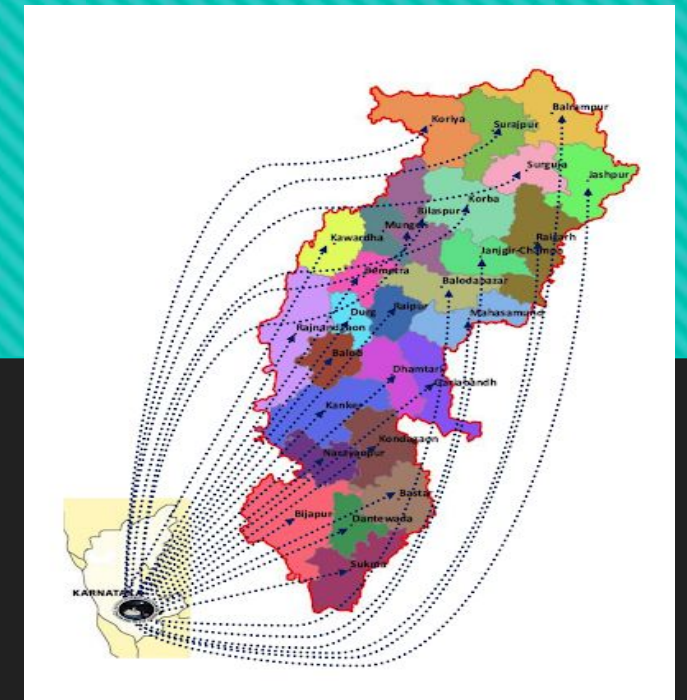 Balrampur
Koriya
Surajpur
Surguja
Jashpur
Korba
Bilaspur
Mungeli
Kawardha
Raigarh
Janjgir-Champa
Bemetra
Balodabazar
Raipur
Durg
Mahasamund
Rajnandgaon
Balod
Dhamtari
Gariabandh
Kanker
Kondagaon
Narayanpur
Bastar
Bijapur
Dantewada
Sukma
KARNATAKA